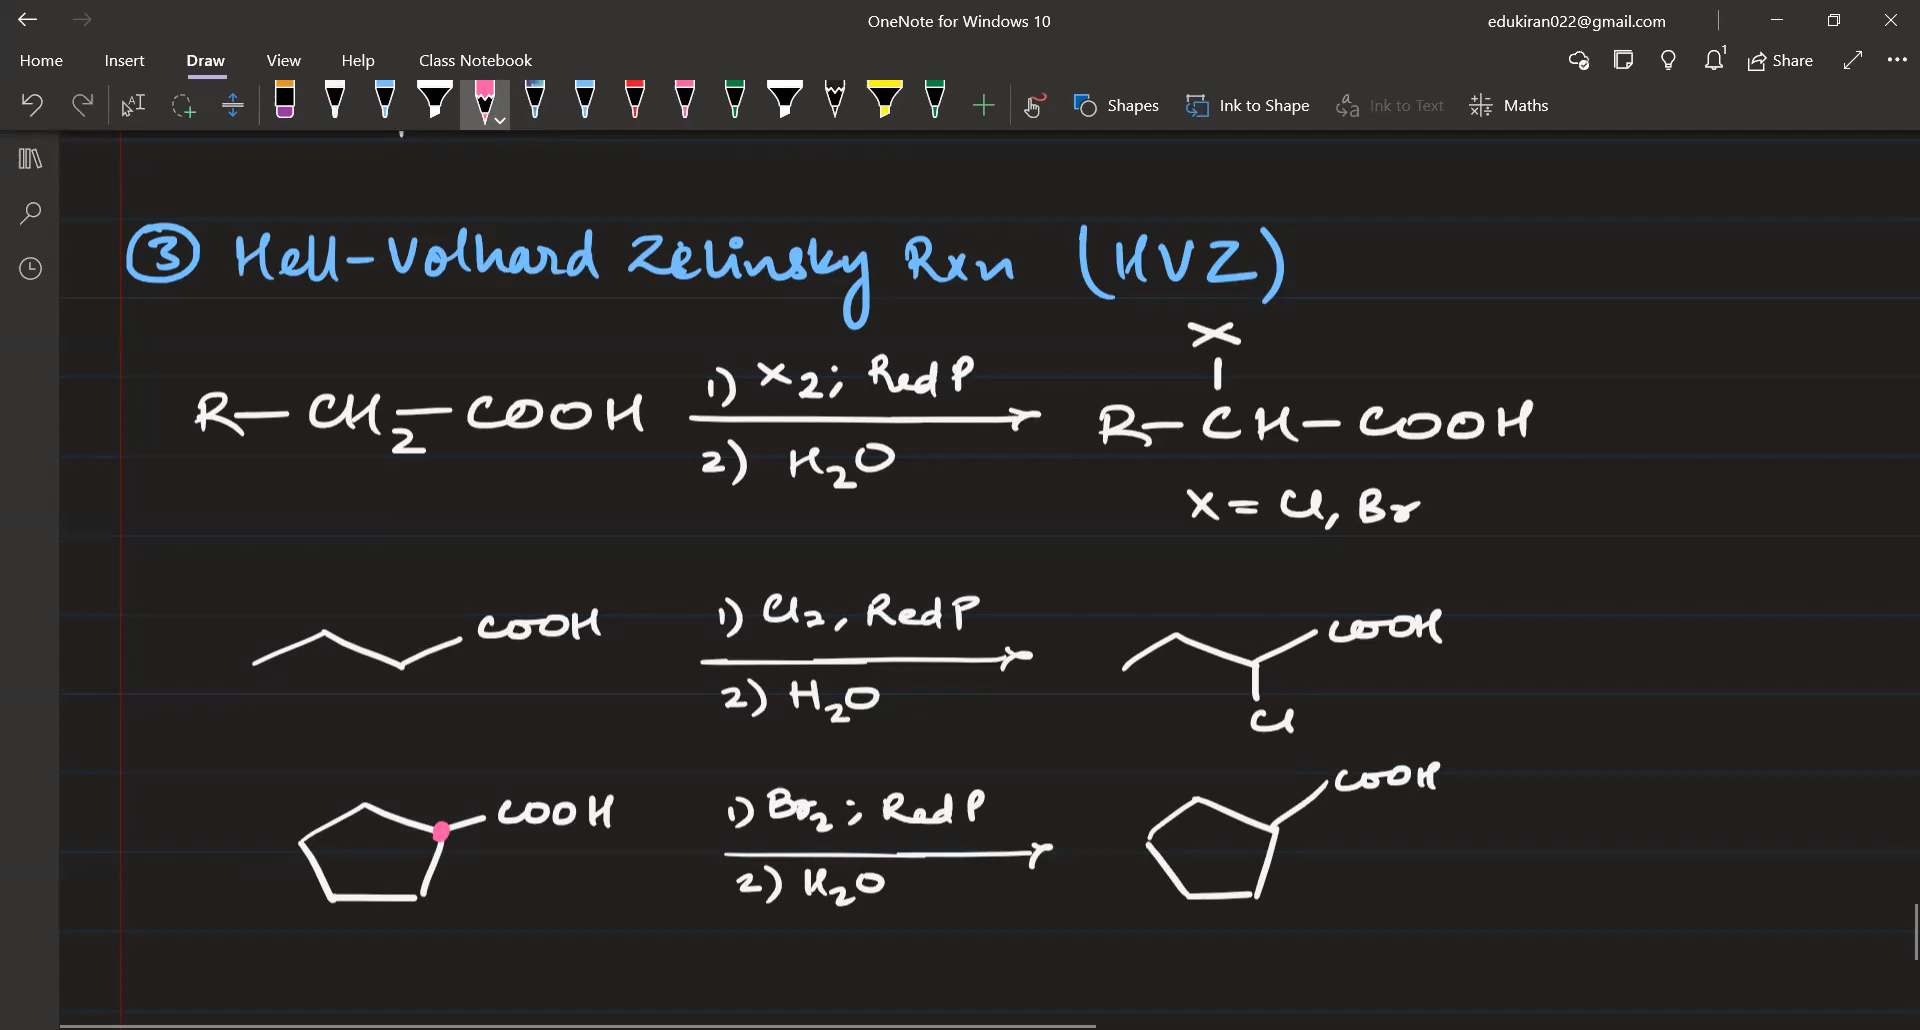 OneNote for Windows 10
edukiran022@gmail.com
Home Insert Draw View Help Class Notebook
1
Share
Shapes Ink to Shape Ink to Text Maths
③ Hell-Volhard Zelinsky Rxn (HVZ)
R-CH₂-COOH
1) X₂; Red P
2) H₂O
X
R-CH-COOH
X = Cl, Br
COOH
1) Cl₂, Red P
2) H₂O
COOH
Cl
COOH
1) Br₂; Red P
2) H₂O
COOH